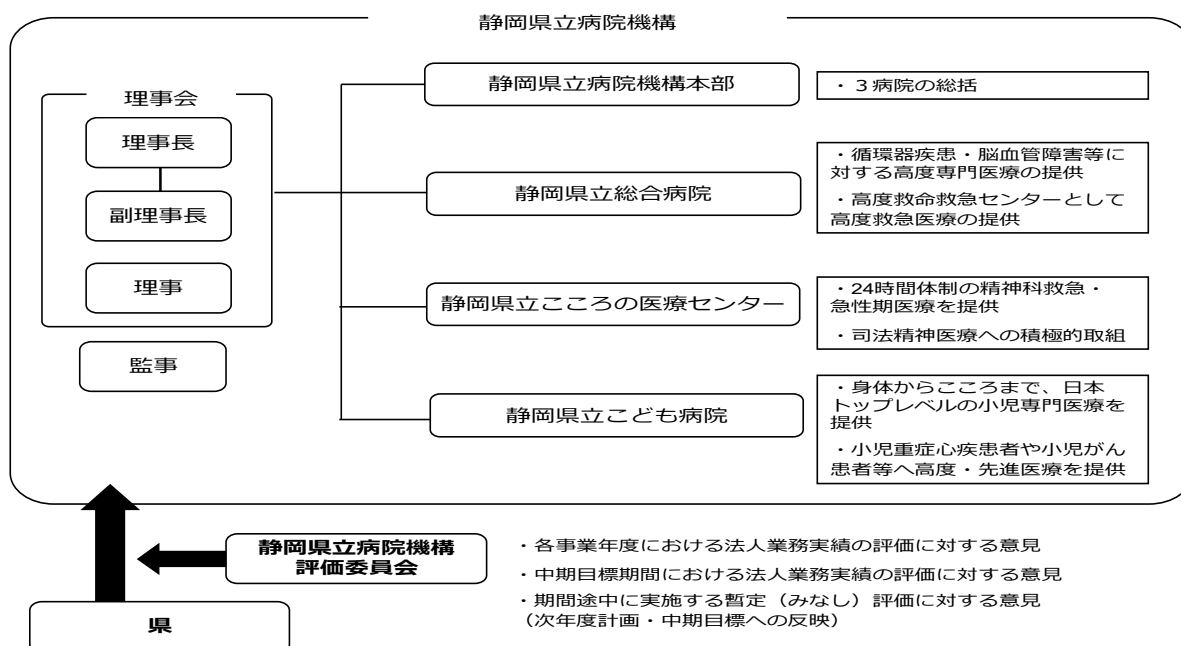 静岡県立病院機構
理事会
理事長
副理事長
理事
監事
静岡県立病院機構本部
・３病院の総括
静岡県立総合病院
・循環器疾患・脳血管障害等に
対する高度専門医療の提供
・高度救命救急センターとして
高度救急医療の提供
静岡県立こころの医療センター
・24時間体制の精神科救急・
急性期医療を提供
・司法精神医療への積極的取組
静岡県立こども病院
・身体からこころまで、日本
トップレベルの小児専門医療を
提供
・小児重症心疾患者や小児がん
患者等へ高度・先進医療を提供
静岡県立病院機構
評価委員会
・各事業年度における法人業務実績の評価に対する意見
・中期目標期間における法人業務実績の評価に対する意見
・期間途中に実施する暫定（みなし）評価に対する意見
（次年度計画・中期目標への反映）
県